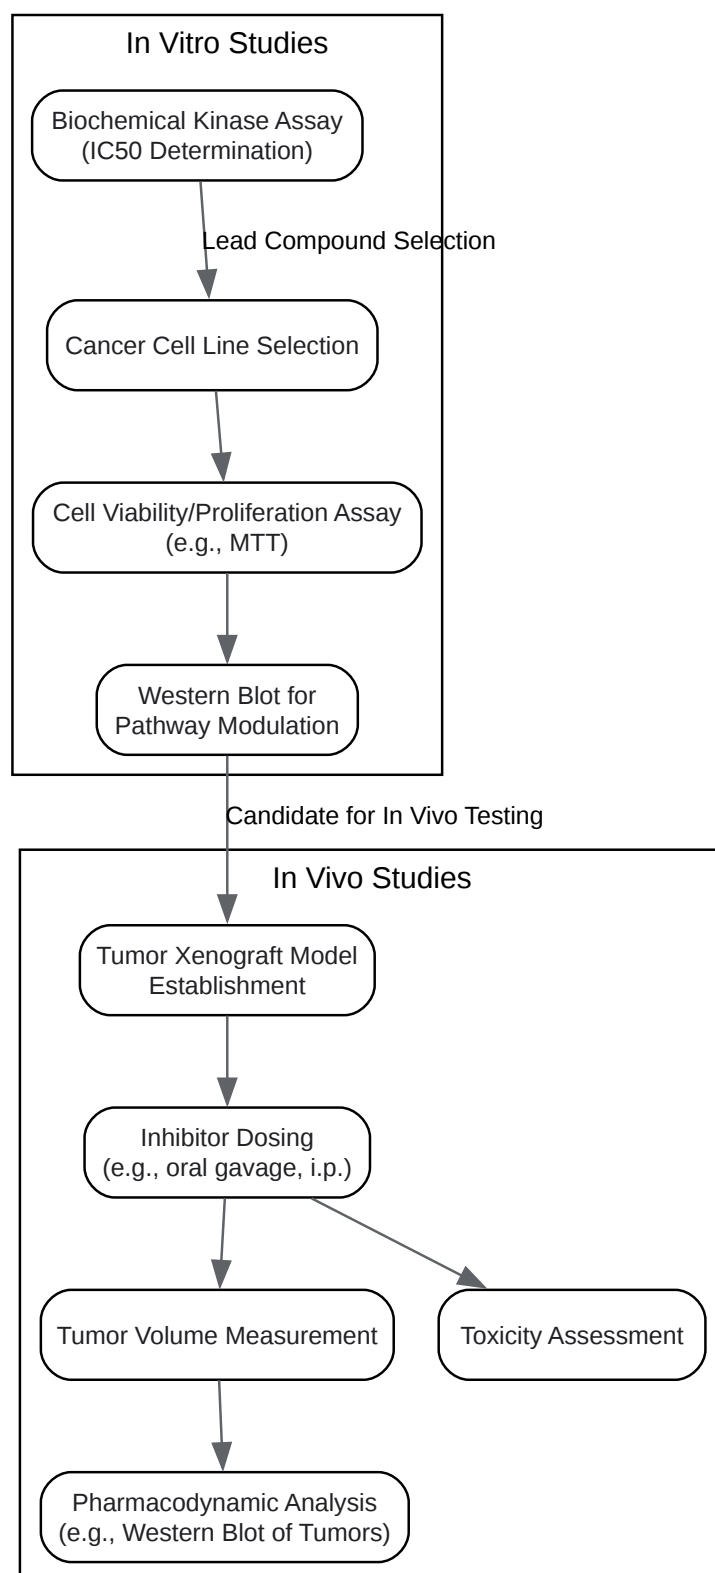 In Vitro Studies
Biochemical Kinase Assay
(IC50 Determination)
Lead Compound Selection
Cancer Cell Line Selection
Cell Viability/Proliferation Assay
(e.g., MTT)
Western Blot for
Pathway Modulation
Candidate for In Vivo Testing
In Vivo Studies
Tumor Xenograft Model
Establishment
Inhibitor Dosing
(e.g., oral gavage, i.p.)
Tumor Volume Measurement
Toxicity Assessment
Pharmacodynamic Analysis
(e.g., Western Blot of Tumors)